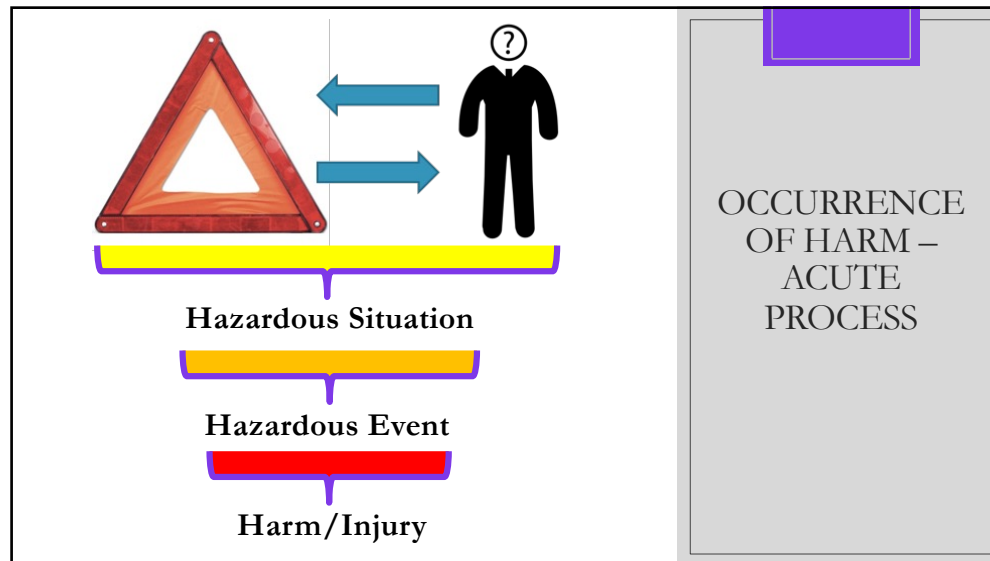 ?
Hazardous Situation
Hazardous Event
Harm/Injury
OCCURRENCE
OF HARM –
ACUTE
PROCESS